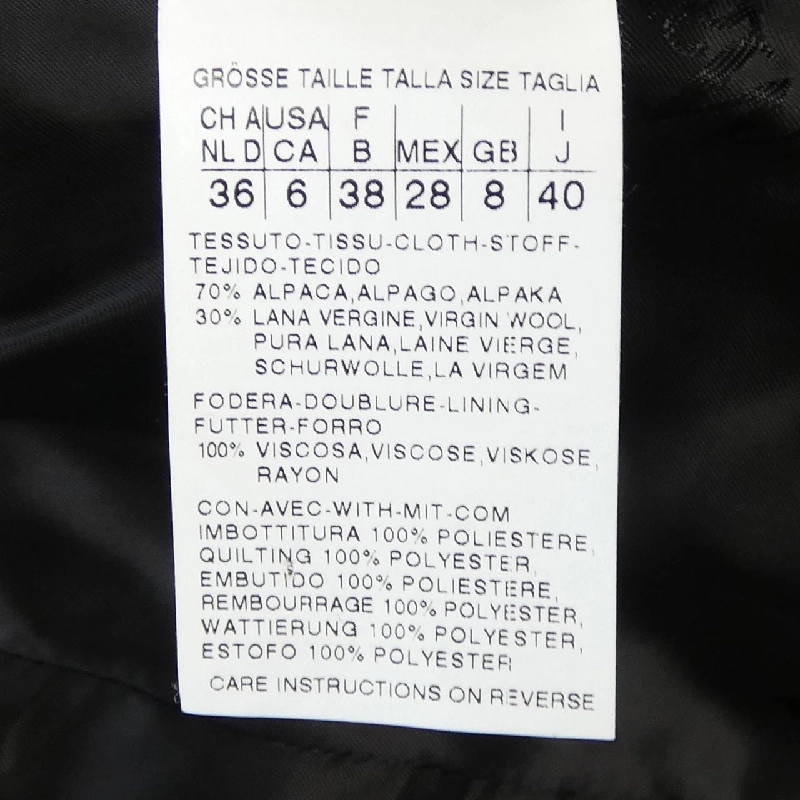 GRÖSSE TAILLE TALLA SIZE TAGLIA
CH A USA F I
NL D CA B MEX GB J
36 6 38 28 8 40
TESSUTO-TISSU-CLOTH-STOFF-
TEJIDO-TECIDO
70% ALPACA,ALPAGO,ALPAKA
30% LANA VERGINE,VIRGIN WOOL,
PURA LANA,LAINE VIERGE,
SCHURWOLLE,LA VIRGEM
FODERA-DOUBLURE-LINING-
FUTTER-FORRO
100% VISCOSA,VISCOSE,VISKOSE,
RAYON
CON-AVEC-WITH-MIT-COM
IMBOTTITURA 100% POLIESTERE,
QUILTING 100% POLYESTER,
EMBUTIDO 100% POLIESTERE,
REMBOURRAGE 100% POLYESTER,
WATTIERUNG 100% POLYESTER,
ESTOFO 100% POLYESTER
CARE INSTRUCTIONS ON REVERSE